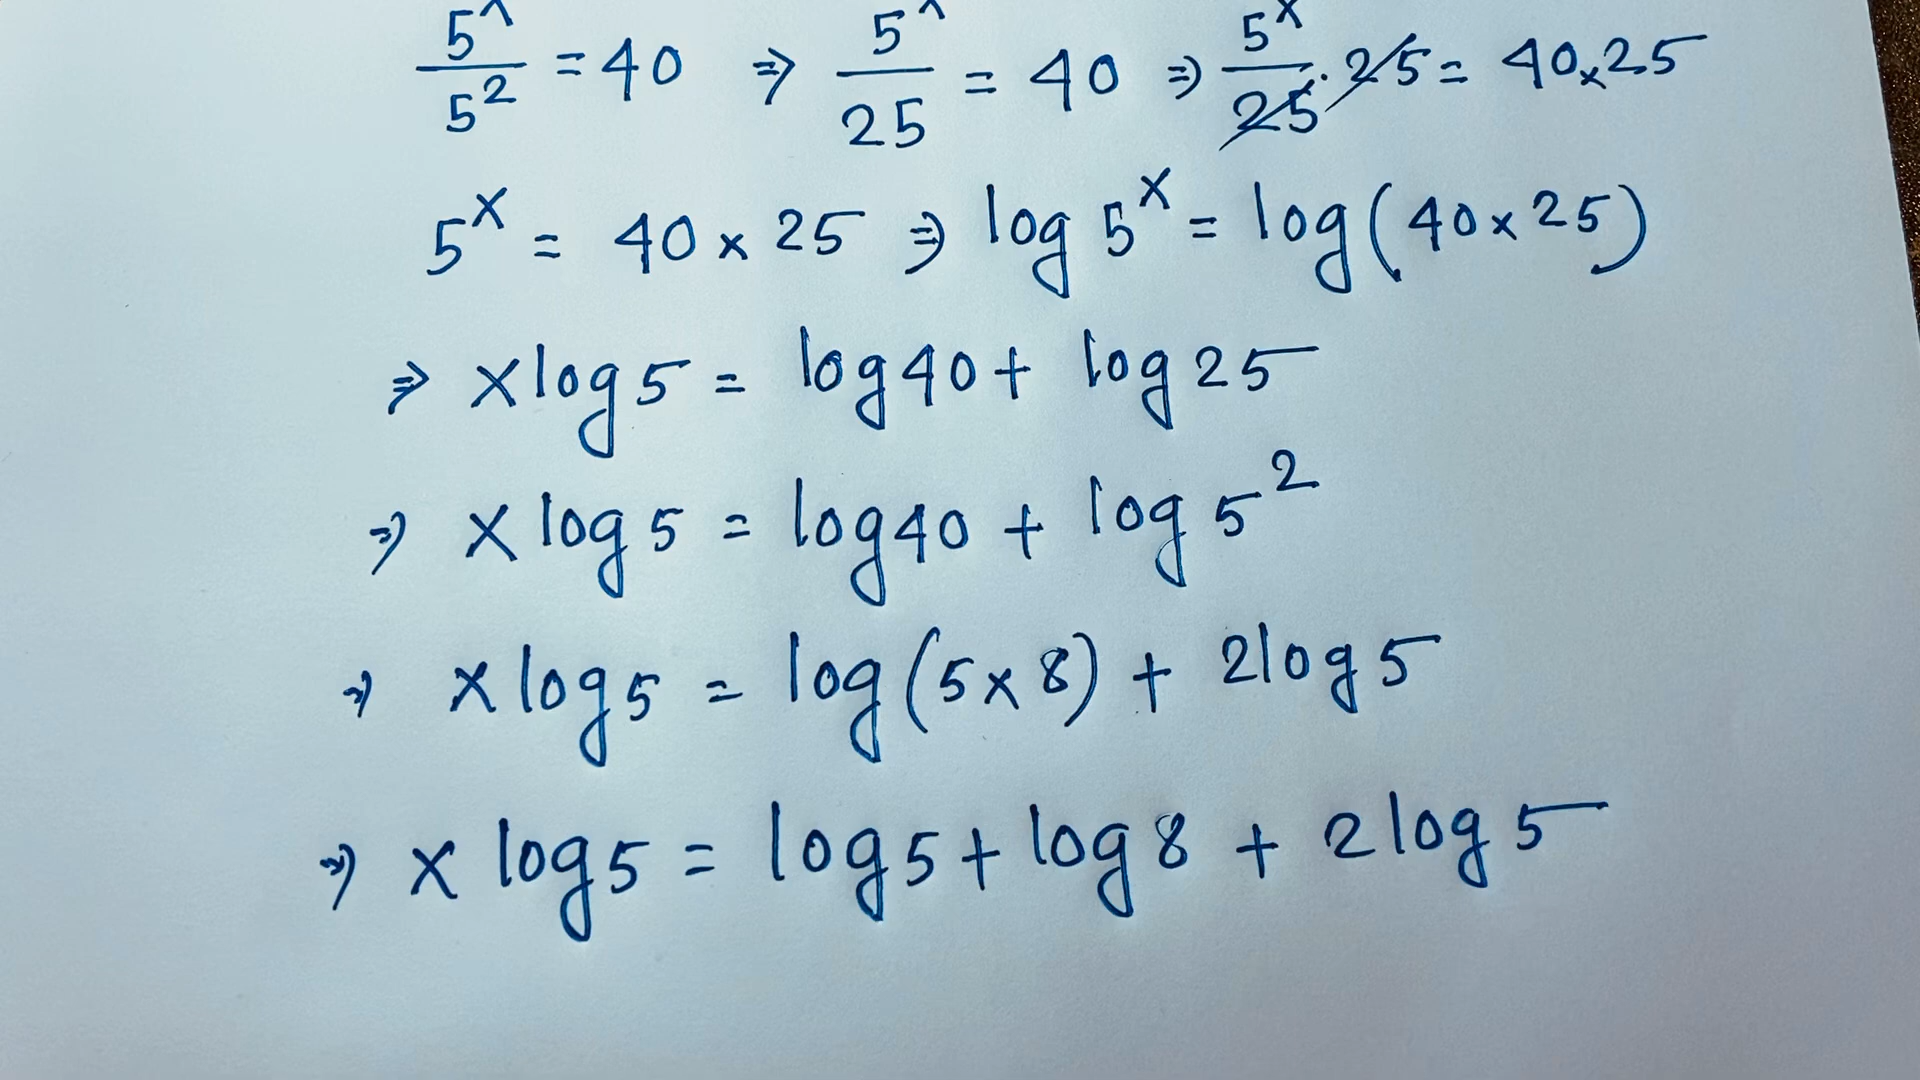 5^x/5^2 = 40 ⇒ 5^x/25 = 40 ⇒ 5^x/25 · 25 = 40×25
5^x = 40 × 25 ⇒ log 5^x = log(40×25)
⇒ x log 5 = log 40 + log 25
⇒ x log 5 = log 40 + log 5^2
⇒ x log 5 = log(5×8) + 2 log 5
⇒ x log 5 = log 5 + log 8 + 2 log 5